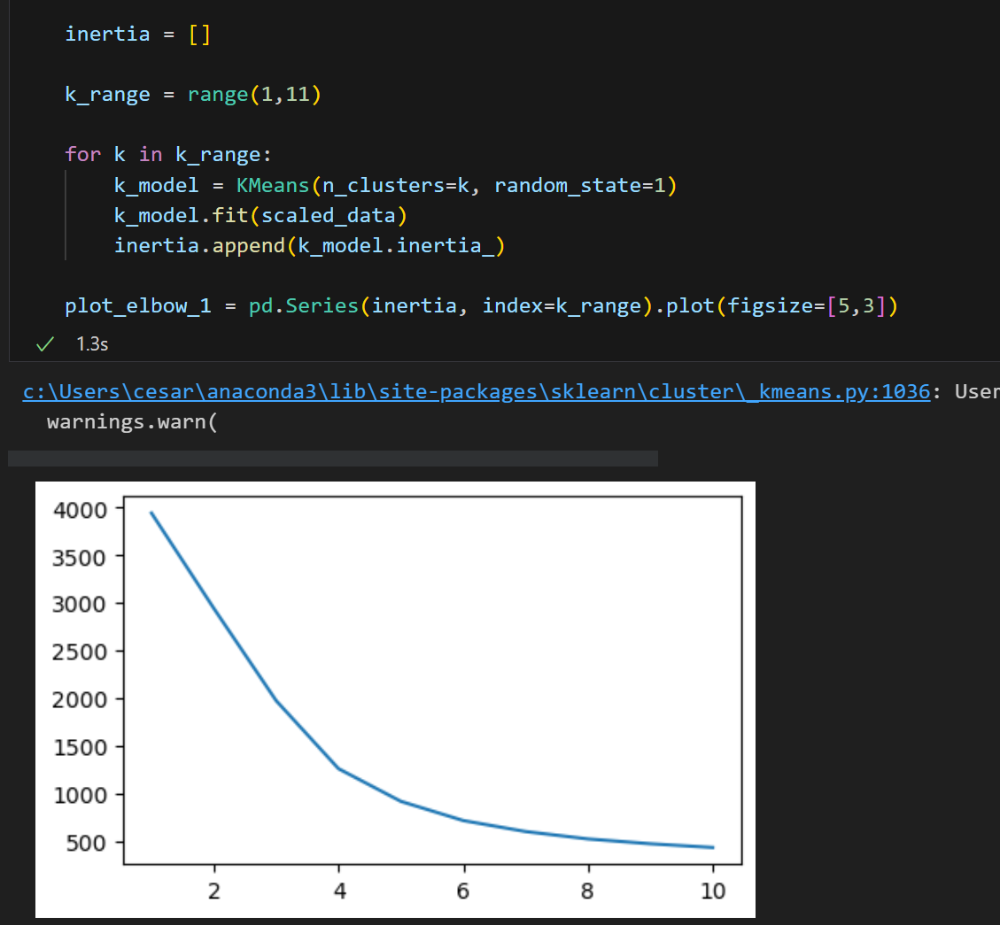 inertia = []
k_range = range(1,11)
for k in k_range:
k_model = KMeans(n_clusters=k, random_state=1)
k_model.fit(scaled_data)
inertia.append(k_model.inertia_)
plot_elbow_1 = pd.Series(inertia, index=k_range).plot(figsize=[5,3])
✓ 1.3s
c:\Users\cesar\anaconda3\lib\site-packages\sklearn\cluster\_kmeans.py:1036: User
warnings.warn(
4000
3500
3000
2500
2000
1500
1000
500
2 4 6 8 10